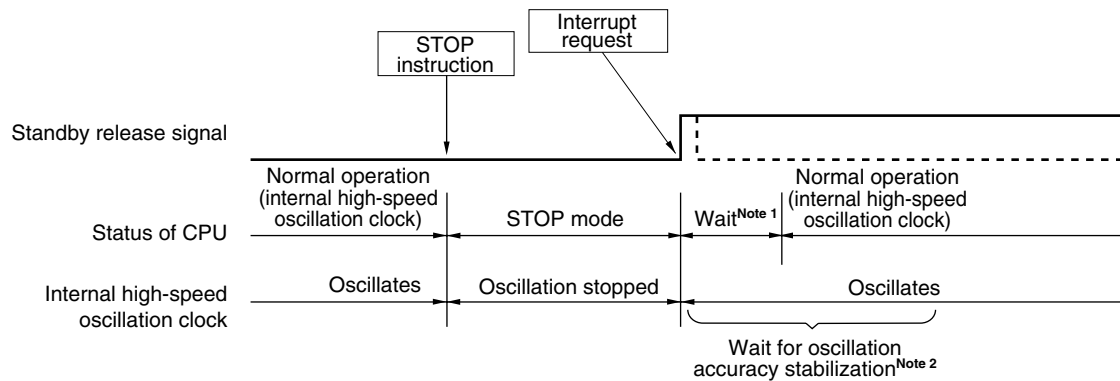 STOP
instruction
Interrupt
request
Standby release signal
Normal operation
(internal high-speed
oscillation clock)
Normal operation
(internal high-speed
oscillation clock)
Status of CPU
STOP mode
Wait Note 1
Internal high-speed
oscillation clock
Oscillates
Oscillation stopped
Oscillates
Wait for oscillation
accuracy stabilization Note 2